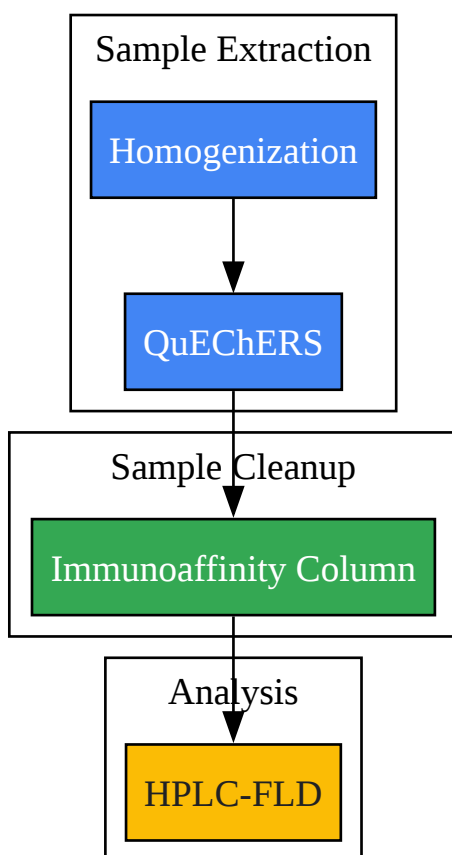 Sample Extraction
Homogenization
QuEChERS
Sample Cleanup
Immunoaffinity Column
Analysis
HPLC-FLD